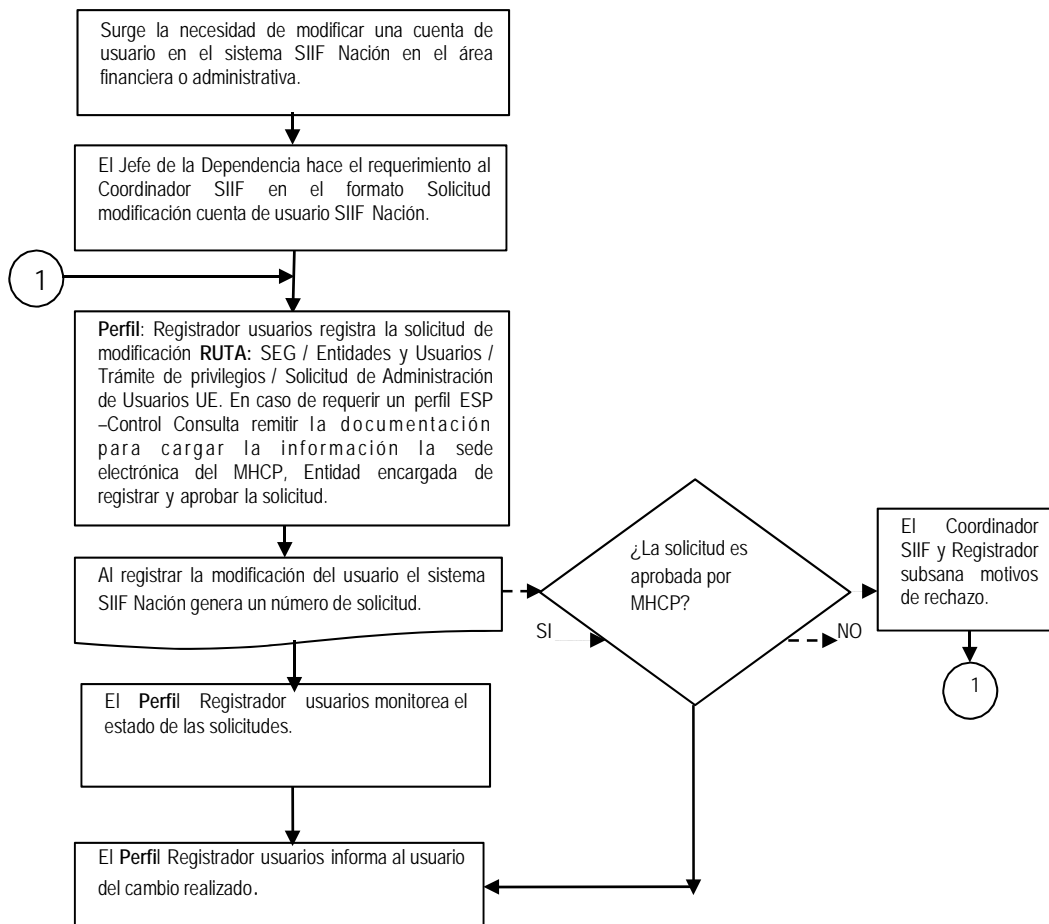 Surge la necesidad de modificar una cuenta de
usuario en el sistema SIIF Nación en el área
financiera o administrativa.
El Jefe de la Dependencia hace el requerimiento al
Coordinador SIIF en el formato Solicitud
modificación cuenta de usuario SIIF Nación.
1
Perfil: Registrador usuarios registra la solicitud de
modificación RUTA: SEG / Entidades y Usuarios /
Trámite de privilegios / Solicitud de Administración
de Usuarios UE. En caso de requerir un perfil ESP
–Control Consulta remitir la documentación
para cargar la información la sede
electrónica del MHCP, Entidad encargada de
registrar y aprobar la solicitud.
Al registrar la modificación del usuario el sistema
SIIF Nación genera un número de solicitud.
¿La solicitud es
aprobada por
MHCP?
SI
NO
El Coordinador
SIIF y Registrador
subsana motivos
de rechazo.
1
El Perfil Registrador usuarios monitorea el
estado de las solicitudes.
El Perfil Registrador usuarios informa al usuario
del cambio realizado.